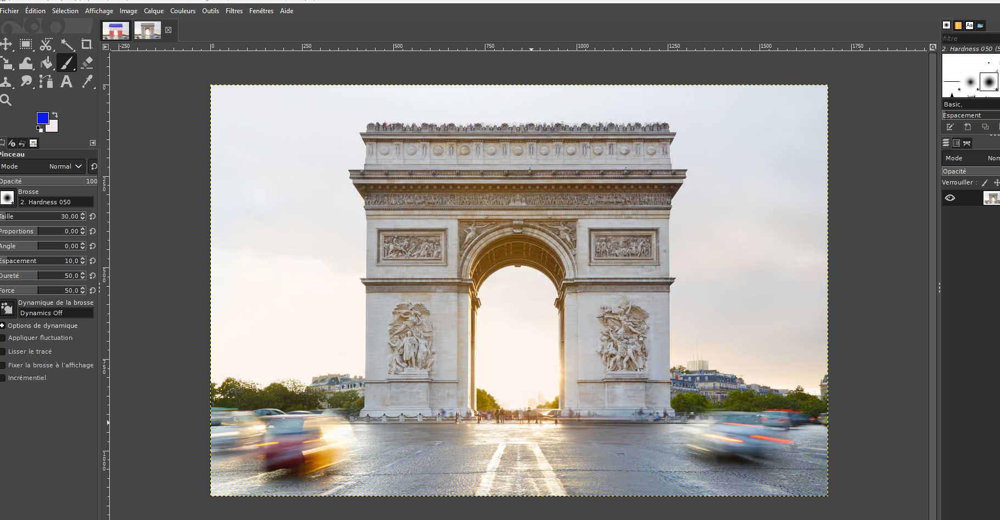 Fichier Édition Sélection Affichage Image Calque Couleurs Outils Filtres Fenêtres Aide
-250 0 250 500 750 1000 1250 1500 1750
0
250
500
750
1000
Pinceau
Mode Normal
Opacité 100
Brosse
2. Hardness 050
Taille 30,00
Proportions 0,00
Angle 0,00
Espacement 10,0
Dureté 50,0
Force 50,0
Dynamique de la brosse
Dynamics Off
Options de dynamique
Appliquer fluctuation
Lisser le tracé
Fixer la brosse à l'affichage
Incrémentiel
Aa
filtre
2. Hardness 050 (5
Basic,
Espacement
Mode Norr
Opacité
Verrouiller :